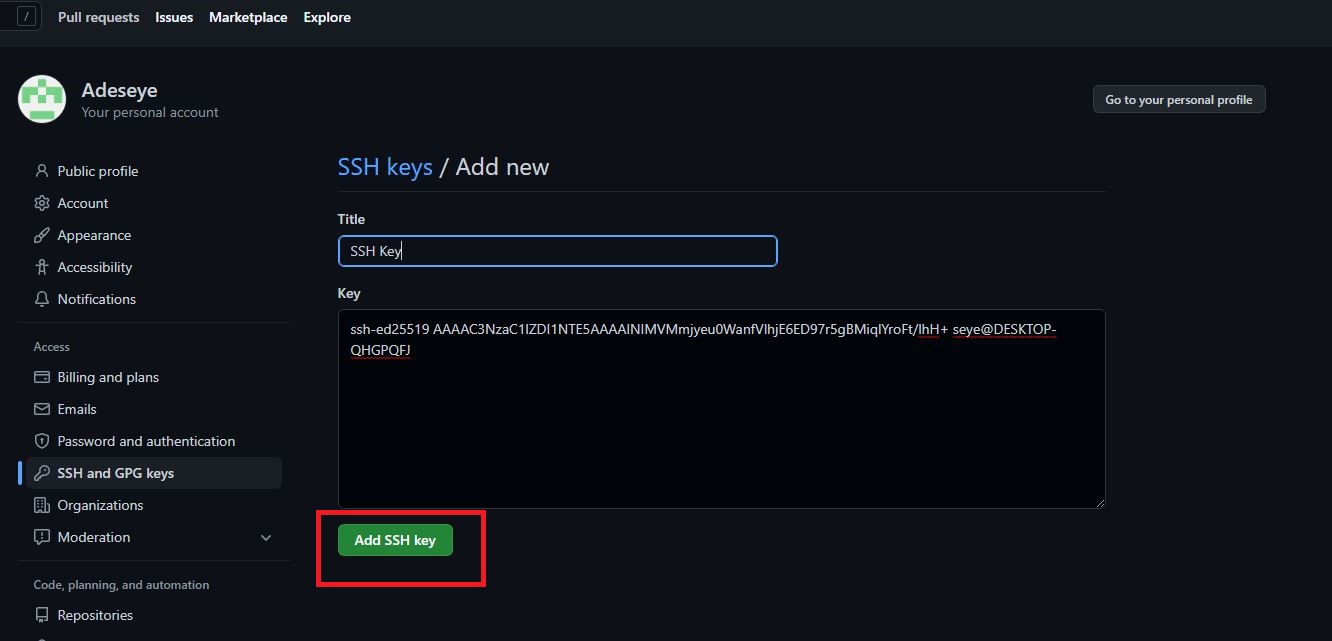 / Pull requests Issues Marketplace Explore
Adeseye
Your personal account
Go to your personal profile
Public profile
Account
Appearance
Accessibility
Notifications
Access
Billing and plans
Emails
Password and authentication
SSH and GPG keys
Organizations
Moderation
Code, planning, and automation
Repositories
SSH keys / Add new
Title
SSH Key
Key
ssh-ed25519 AAAAC3NzaC1lZDI1NTE5AAAAINIMVMmjyeu0WanfVlhjE6ED97r5gBMiqlYroFt/lhH+ seye@DESKTOP-
QHGPQFJ
Add SSH key